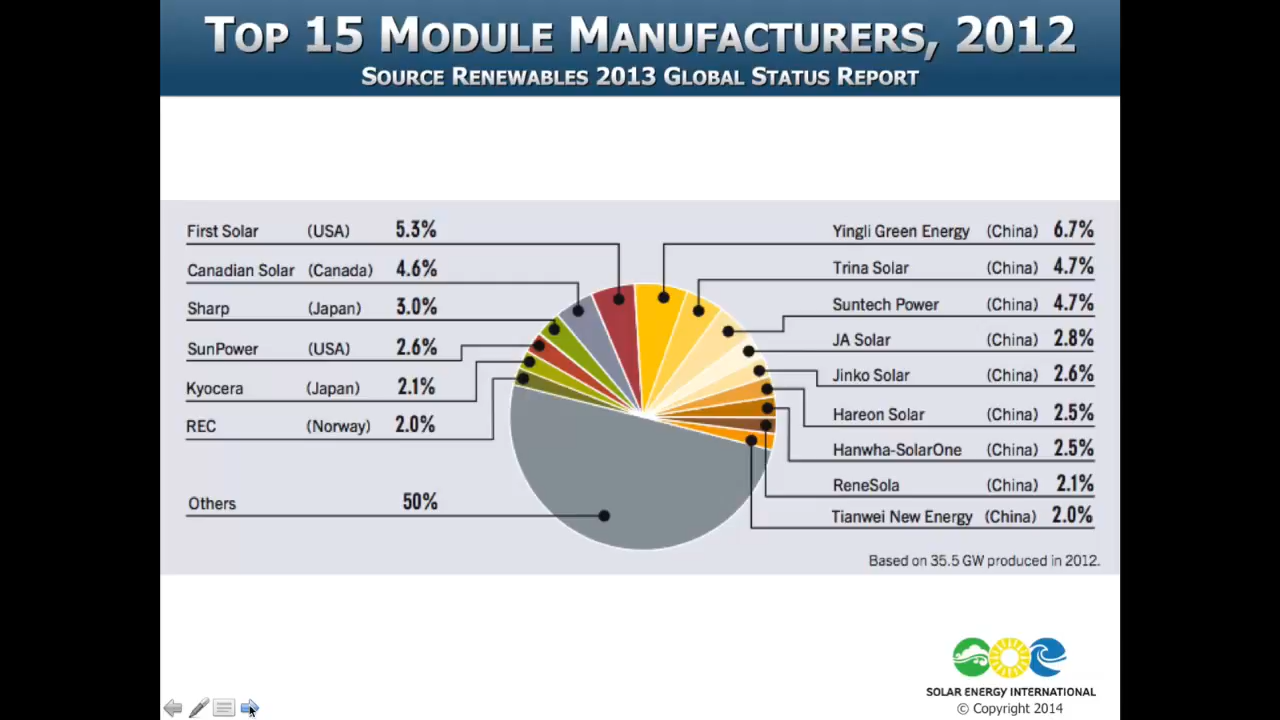 TOP 15 MODULE MANUFACTURERS, 2012
SOURCE RENEWABLES 2013 GLOBAL STATUS REPORT
First Solar (USA) 5.3%
Canadian Solar (Canada) 4.6%
Sharp (Japan) 3.0%
SunPower (USA) 2.6%
Kyocera (Japan) 2.1%
REC (Norway) 2.0%
Others 50%
Yingli Green Energy (China) 6.7%
Trina Solar (China) 4.7%
Suntech Power (China) 4.7%
JA Solar (China) 2.8%
Jinko Solar (China) 2.6%
Hareon Solar (China) 2.5%
Hanwha-SolarOne (China) 2.5%
ReneSola (China) 2.1%
Tianwei New Energy (China) 2.0%
Based on 35.5 GW produced in 2012.
SOLAR ENERGY INTERNATIONAL
© Copyright 2014